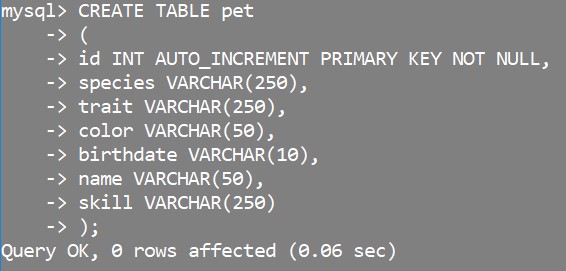 mysql> CREATE TABLE pet
-> (
-> id INT AUTO_INCREMENT PRIMARY KEY NOT NULL,
-> species VARCHAR(250),
-> trait VARCHAR(250),
-> color VARCHAR(50),
-> birthdate VARCHAR(10),
-> name VARCHAR(50),
-> skill VARCHAR(250)
-> );
Query OK, 0 rows affected (0.06 sec)